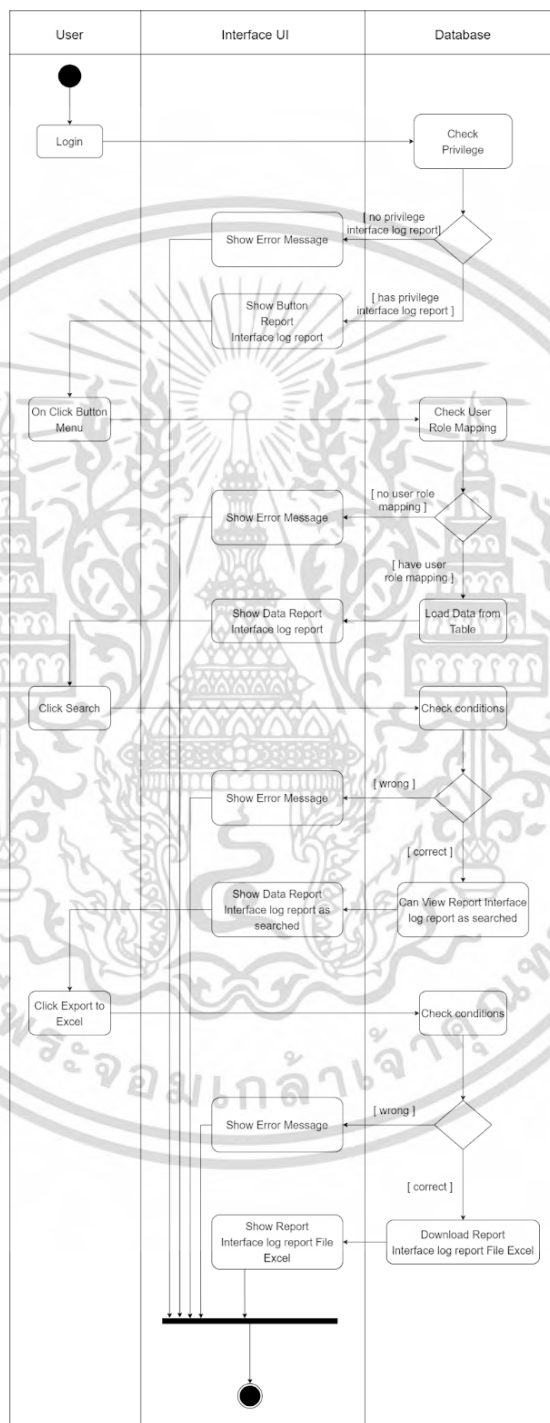 User
Interface UI
Database
Login
Check
Privilege
[ no privilege
interface log report]
Show Error Message
[ has privilege
interface log report ]
Show Button
Report
Interface log report
On Click Button
Menu
Check User
Role Mapping
[ no user role
mapping ]
Show Error Message
[ have user
role mapping ]
Show Data Report
Interface log report
Load Data from
Table
Click Search
Check conditions
[ wrong ]
Show Error Message
[ correct ]
Show Data Report
Interface log report as
searched
Can View Report Interface
log report as searched
Click Export to
Excel
Check conditions
[ wrong ]
Show Error Message
[ correct ]
Show Report
Interface log report File
Excel
Download Report
Interface log report File Excel